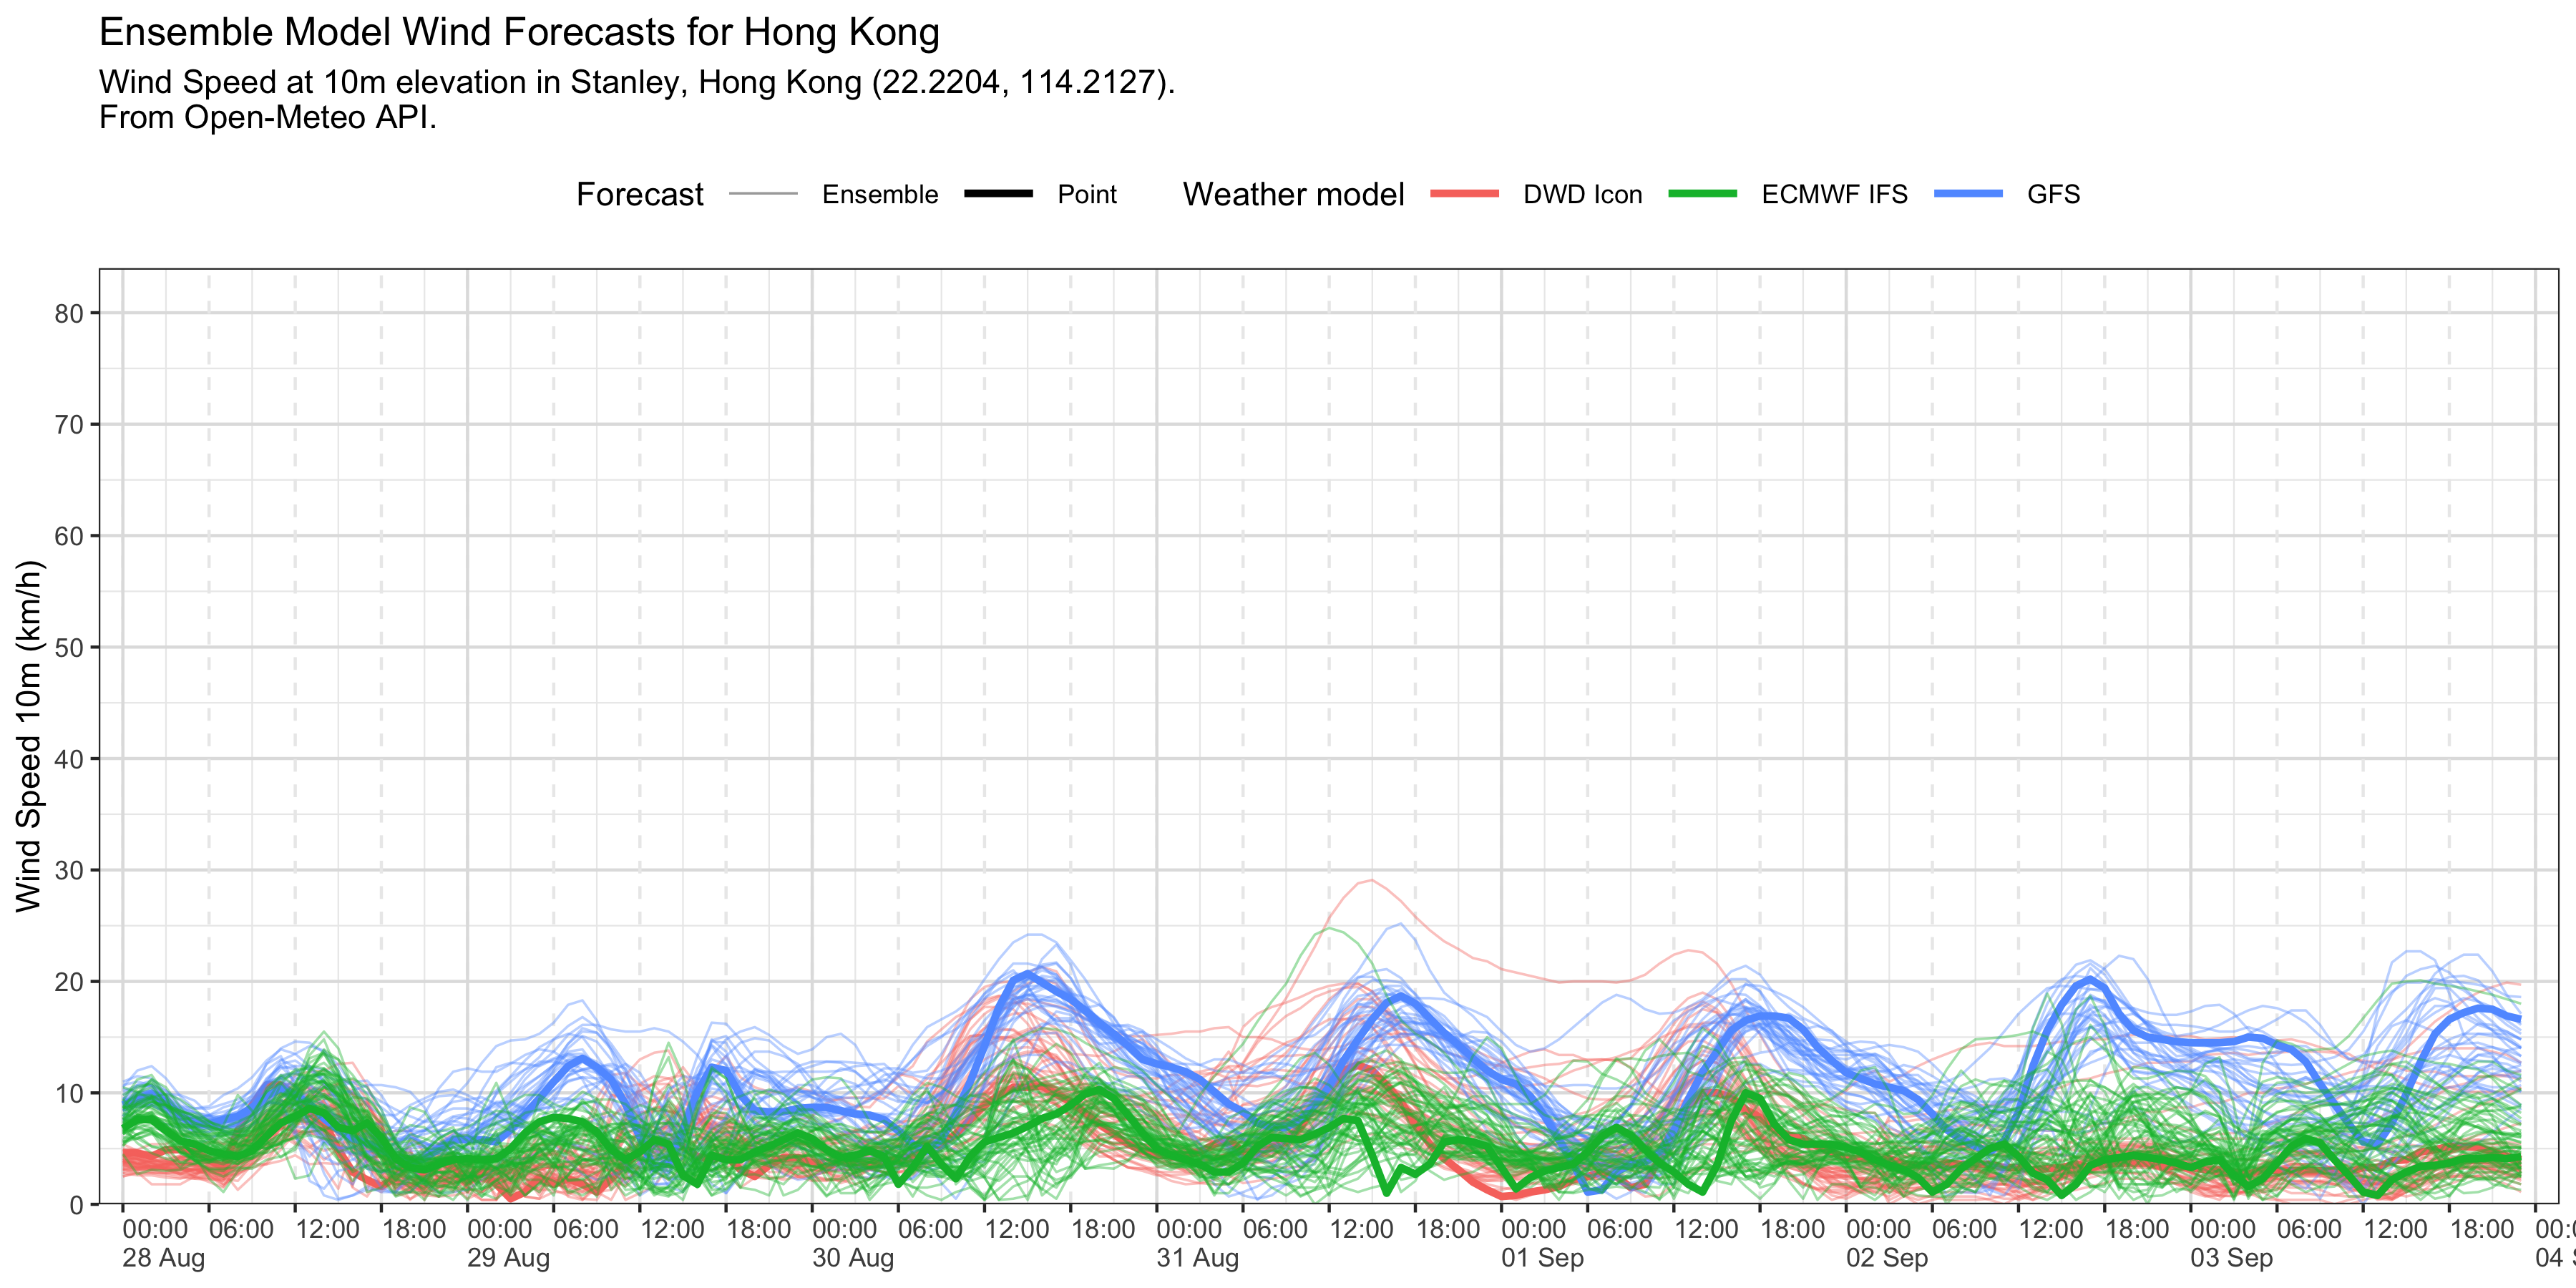 Ensemble Model Wind Forecasts for Hong Kong
Wind Speed at 10m elevation in Stanley, Hong Kong (22.2204, 114.2127).
From Open-Meteo API.
Forecast Ensemble Point Weather model DWD Icon ECMWF IFS GFS
Wind Speed 10m (km/h)
80
70
60
50
40
30
20
10
0
00:00 06:00 12:00 18:00 00:00 06:00 12:00 18:00 00:00 06:00 12:00 18:00 00:00 06:00 12:00 18:00 00:00 06:00 12:00 18:00 00:00 06:00 12:00 18:00 00:00 06:00 12:00 18:00 00:0
28 Aug 29 Aug 30 Aug 31 Aug 01 Sep 02 Sep 03 Sep 04 S